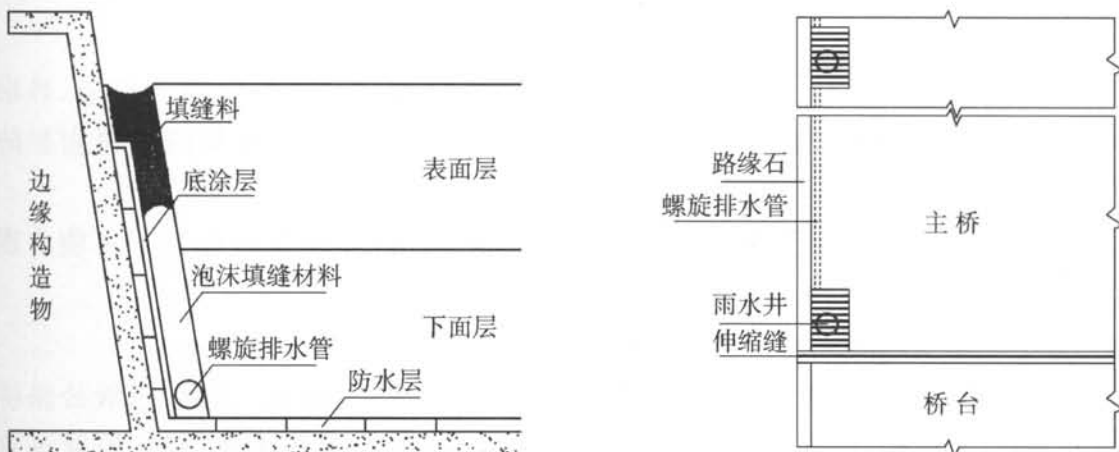 填缝料
底涂层
表面层
边缘构造物
泡沫填缝材料
下面层
螺旋排水管
防水层
路缘石
螺旋排水管
主桥
雨水井
伸缩缝
桥台